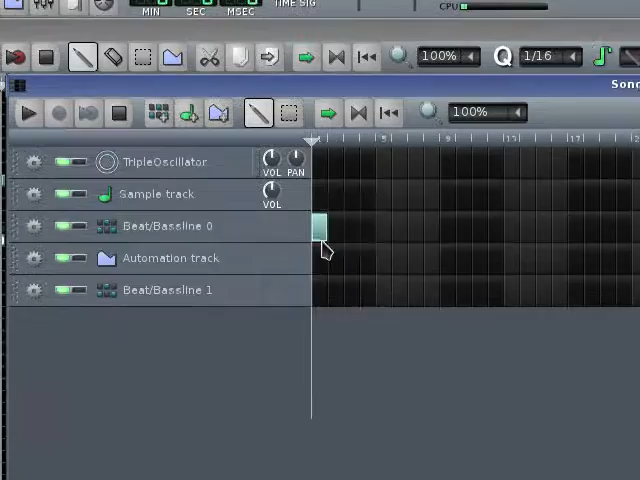 MIN SEC MSEC TIME SIG CPU
100% Q 1/16
Song
100%
TripleOscillator VOL PAN
Sample track VOL
Beat/Bassline 0
Automation track
Beat/Bassline 1